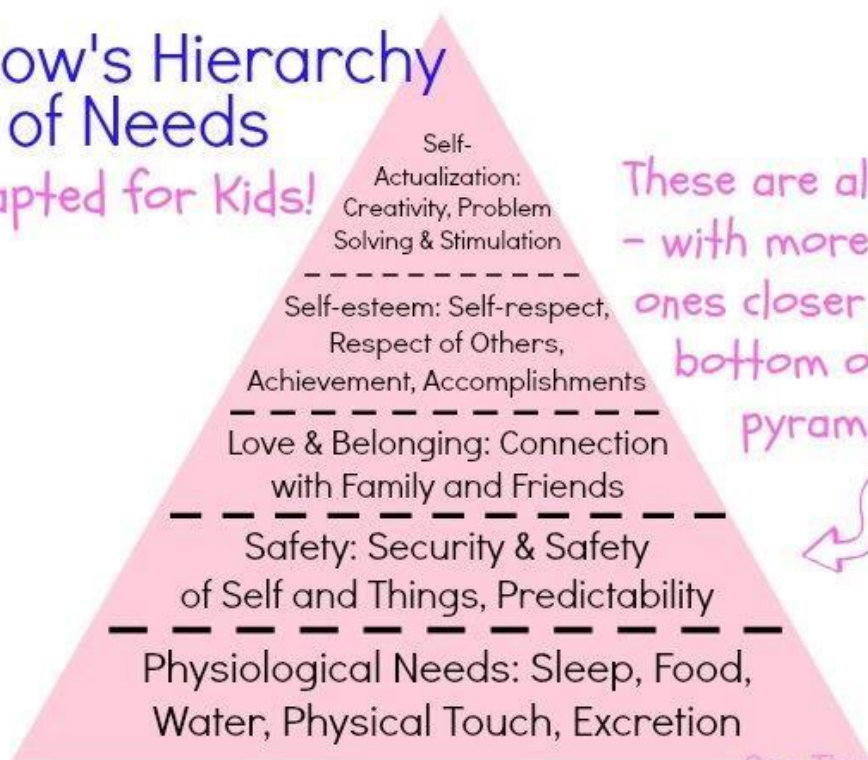 ow's Hierarchy
of Needs
apted for Kids!
Self-
Actualization:
Creativity, Problem
Solving & Stimulation
Self-esteem: Self-respect,
Respect of Others,
Achievement, Accomplishments
Love & Belonging: Connection
with Family and Friends
Safety: Security & Safety
of Self and Things, Predictability
Physiological Needs: Sleep, Food,
Water, Physical Touch, Excretion
These are al
- with more
ones closer
bottom o
pyram